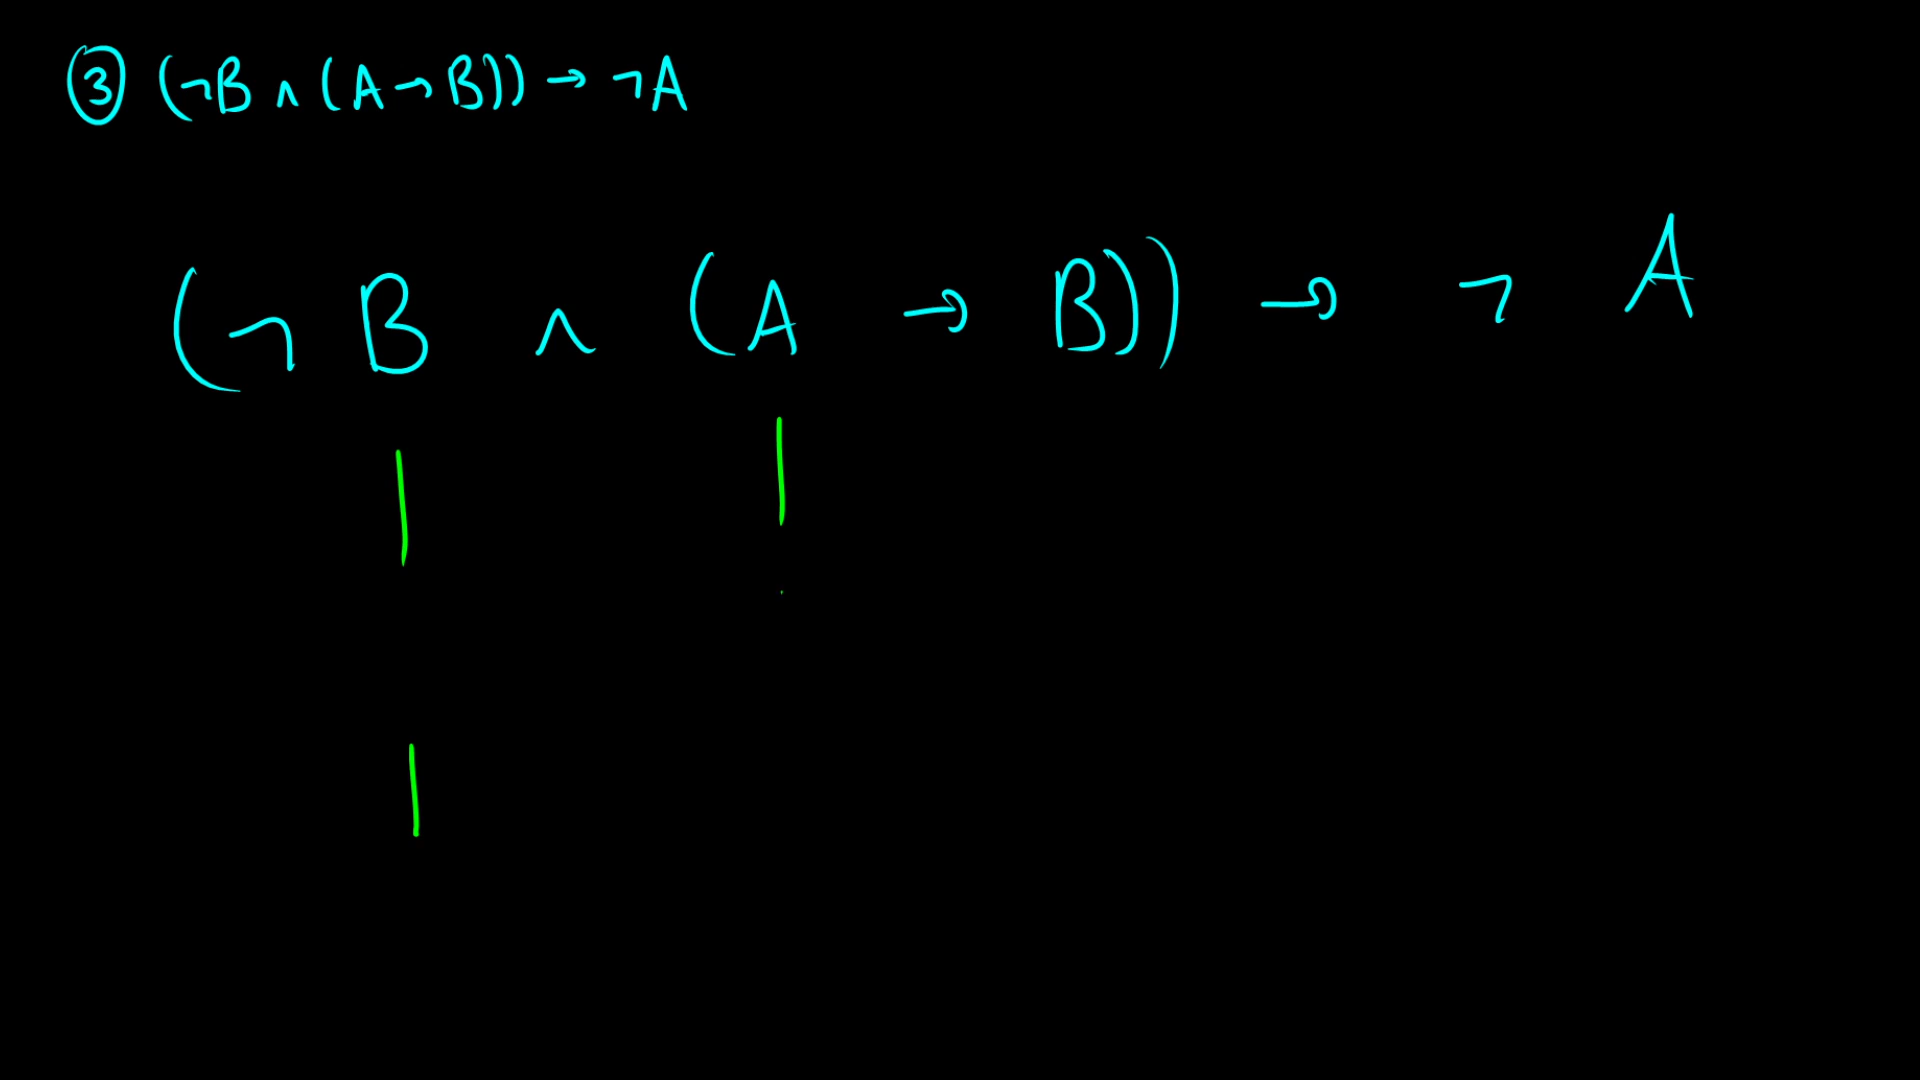 ③ (¬B ∧ (A → B)) → ¬A
(¬ B ∧ (A → B)) → ¬ A
| |
|